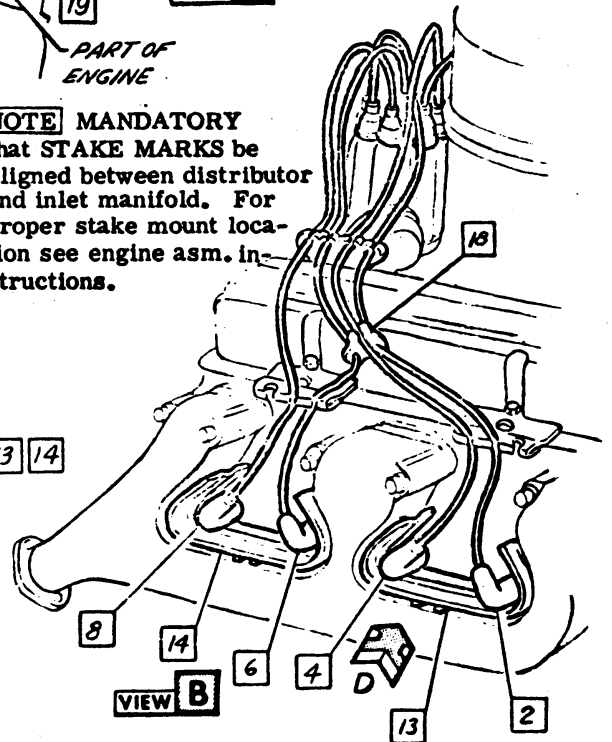 19
PART OF
ENGINE
NOTE MANDATORY
hat STAKE MARKS be
ligned between distributor
nd inlet manifold. For
roper stake mount loca-
ion see engine asm. in-
tructions.
18
3 14
8
14
6
4
D
13
2
VIEW B